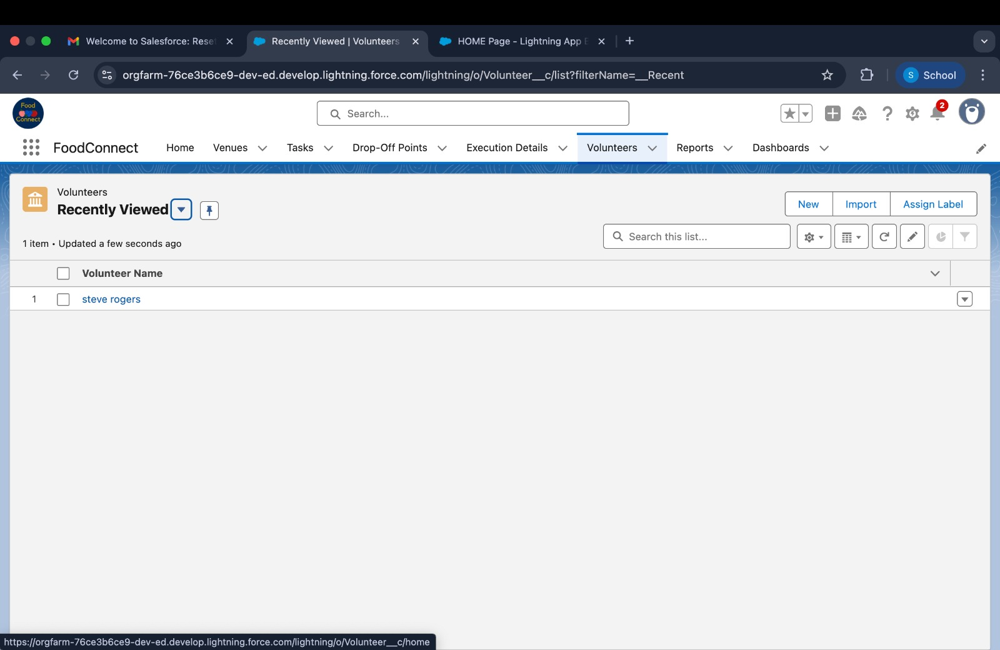 Welcome to Salesforce: Rese
Recently Viewed | Volunteers
HOME Page - Lightning App
orgfarm-76ce3b6ce9-dev-ed.develop.lightning.force.com/lightning/o/Volunteer__c/list?filterName=__Recent
S School
Food
Connect
Search...
2
FoodConnect
Home
Venues
Tasks
Drop-Off Points
Execution Details
Volunteers
Reports
Dashboards
Volunteers
Recently Viewed
New
Import
Assign Label
1 item • Updated a few seconds ago
Search this list...
Volunteer Name
1 steve rogers
https://orgfarm-76ce3b6ce9-dev-ed.develop.lightning.force.com/lightning/o/Volunteer__c/home